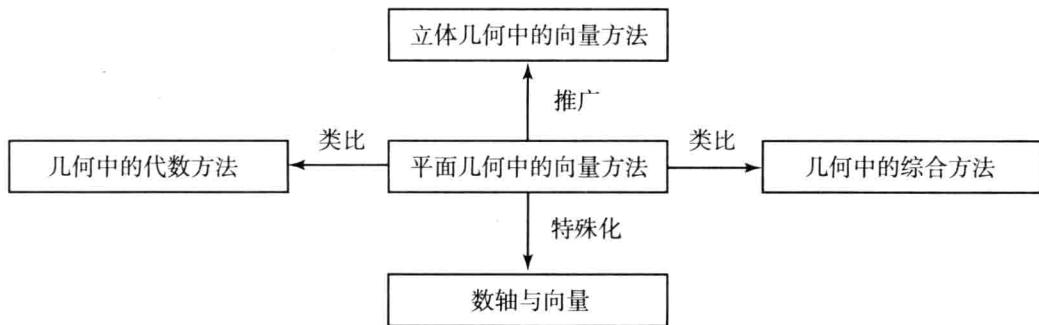 立体几何中的向量方法
推广
类比
类比
几何中的代数方法
平面几何中的向量方法
几何中的综合方法
特殊化
数轴与向量